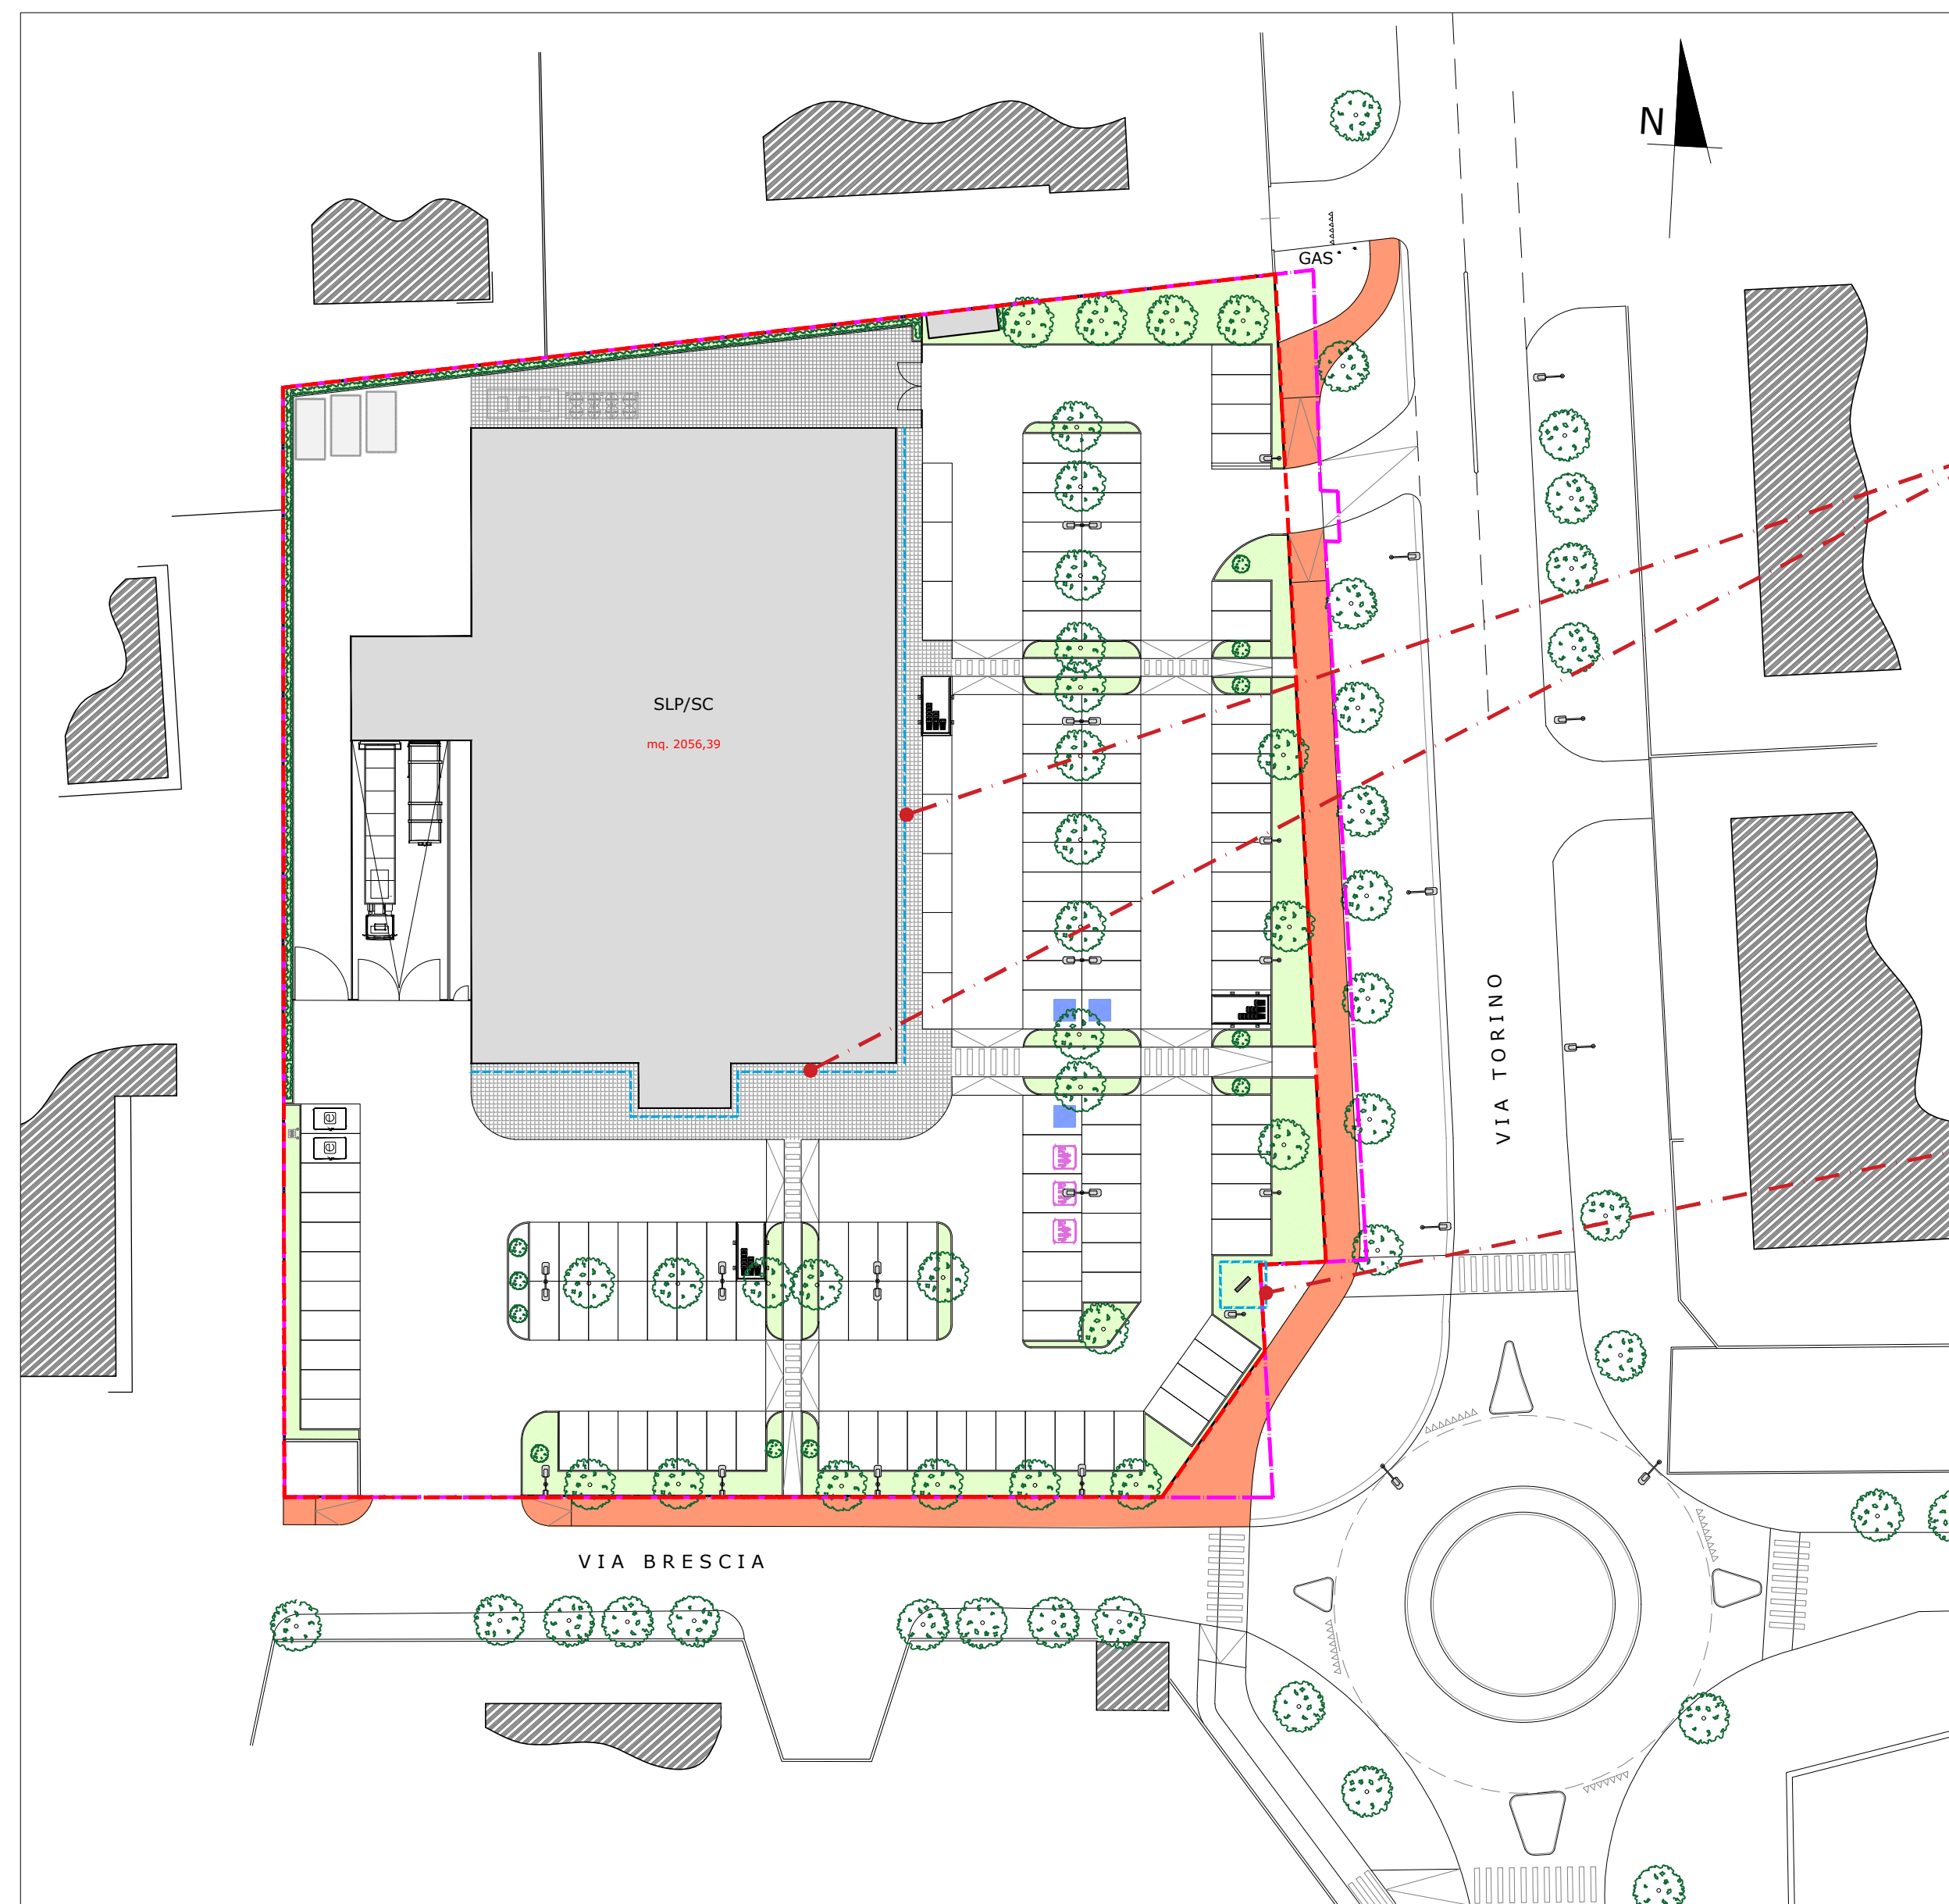 N
GAS
SLP/SC
mq. 2056,39
VIA TORINO
e
e
VIA BRESCIA